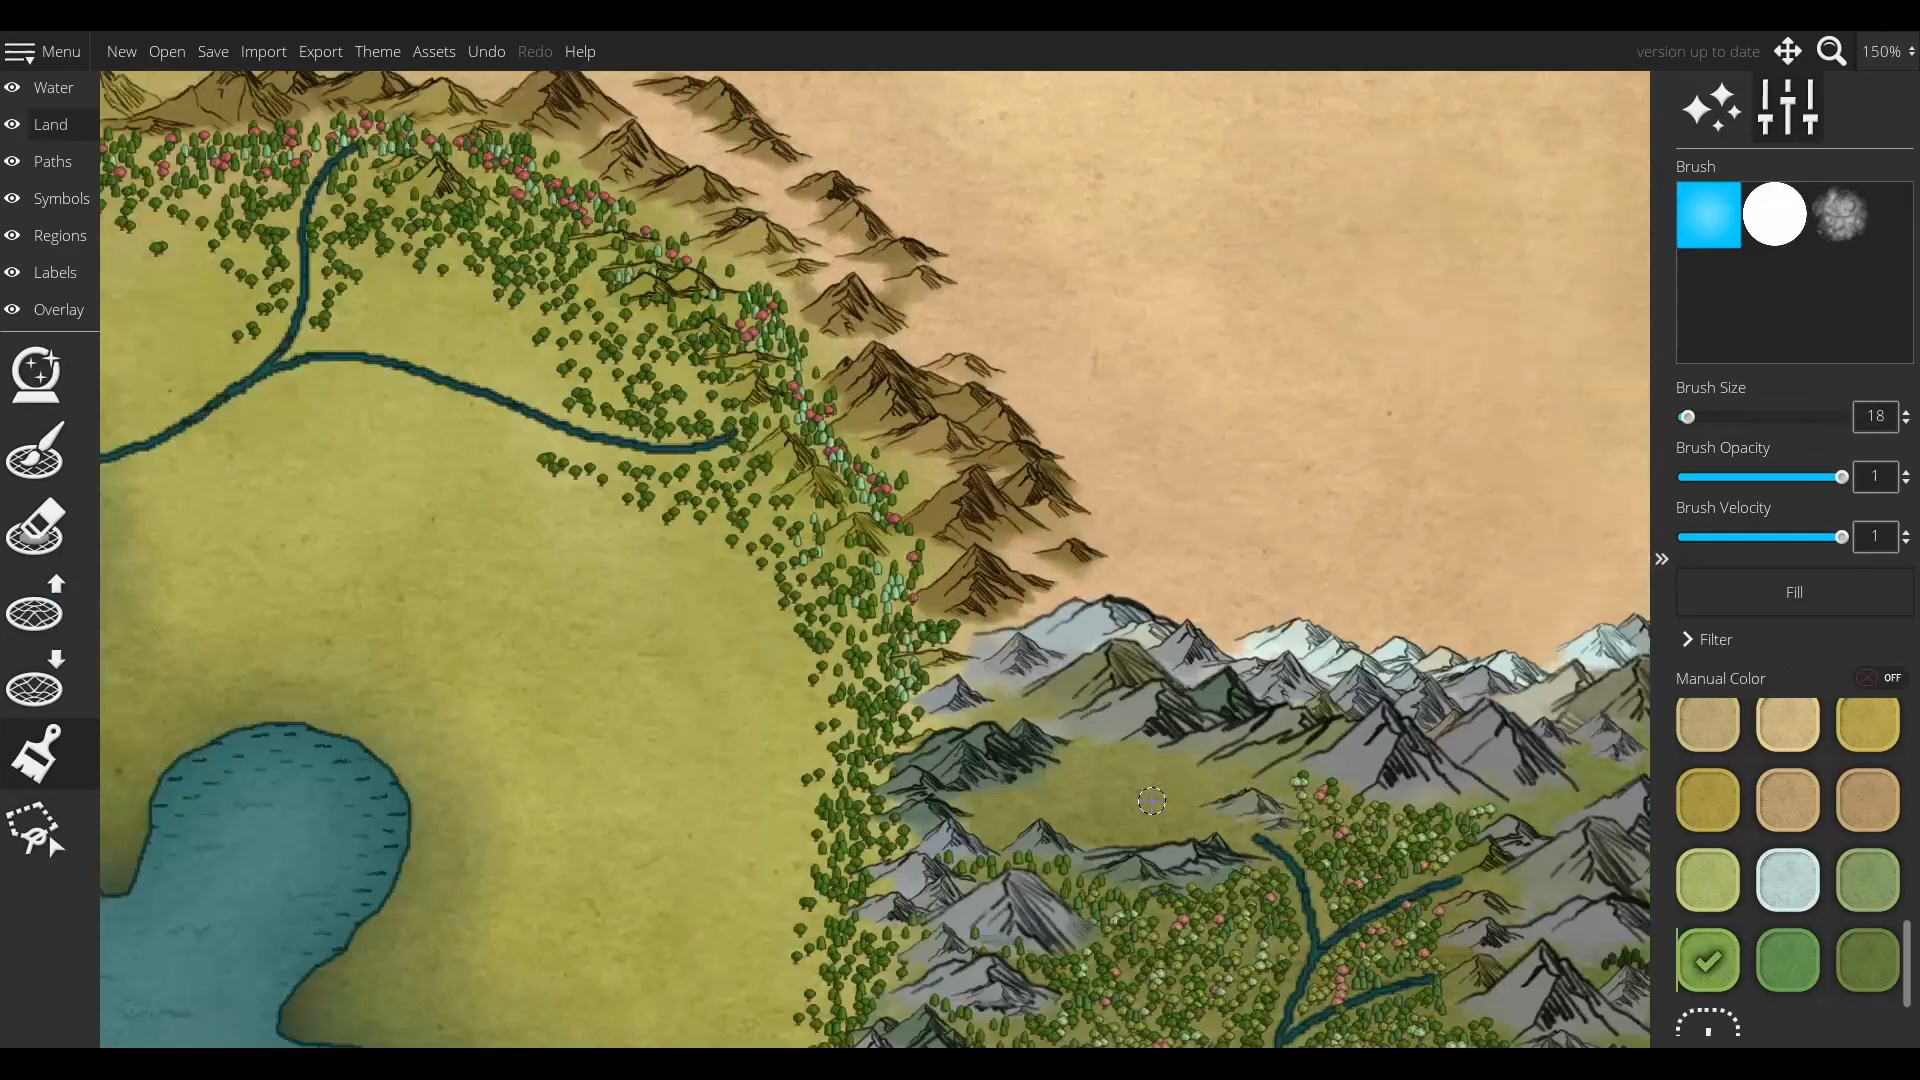 Menu New Open Save Import Export Theme Assets Undo Redo Help version up to date 150%
Water
Land
Paths
Symbols
Regions
Labels
Overlay
Brush
Brush Size
18
Brush Opacity
1
Brush Velocity
1
Fill
Filter
Manual Color OFF